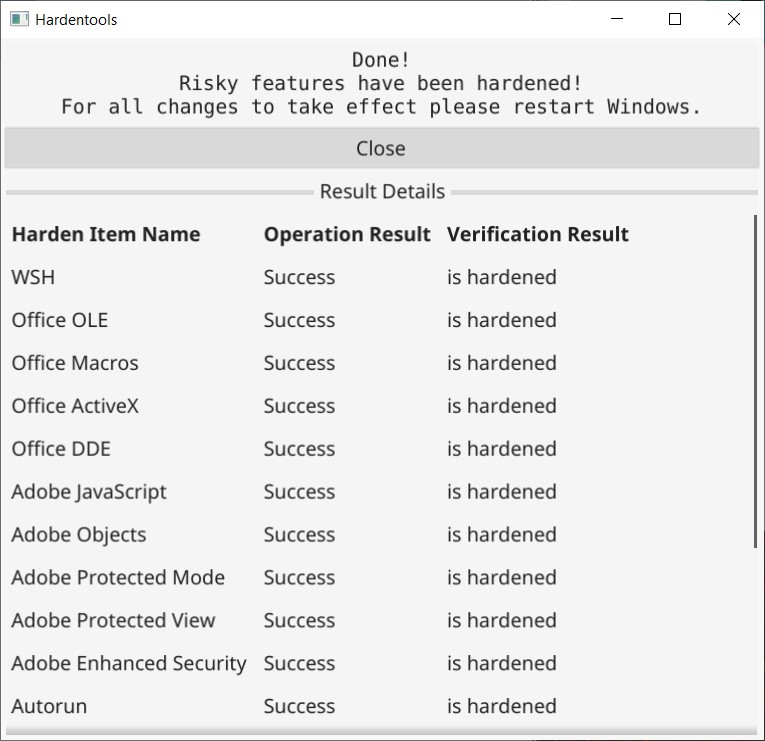 Hardentools
Done!
Risky features have been hardened!
For all changes to take effect please restart Windows.
Close
Result Details
Harden Item Name Operation Result Verification Result
WSH Success is hardened
Office OLE Success is hardened
Office Macros Success is hardened
Office ActiveX Success is hardened
Office DDE Success is hardened
Adobe JavaScript Success is hardened
Adobe Objects Success is hardened
Adobe Protected Mode Success is hardened
Adobe Protected View Success is hardened
Adobe Enhanced Security Success is hardened
Autorun Success is hardened